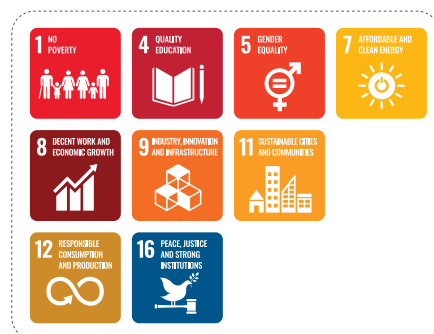 1 NO
POVERTY
4 QUALITY
EDUCATION
5 GENDER
EQUALITY
7 AFFORDABLE AND
CLEAN ENERGY
8 DECENT WORK AND
ECONOMIC GROWTH
9 INDUSTRY, INNOVATION
AND INFRASTRUCTURE
11 SUSTAINABLE CITIES
AND COMMUNITIES
12 RESPONSIBLE
CONSUMPTION
AND PRODUCTION
16 PEACE, JUSTICE
AND STRONG
INSTITUTIONS